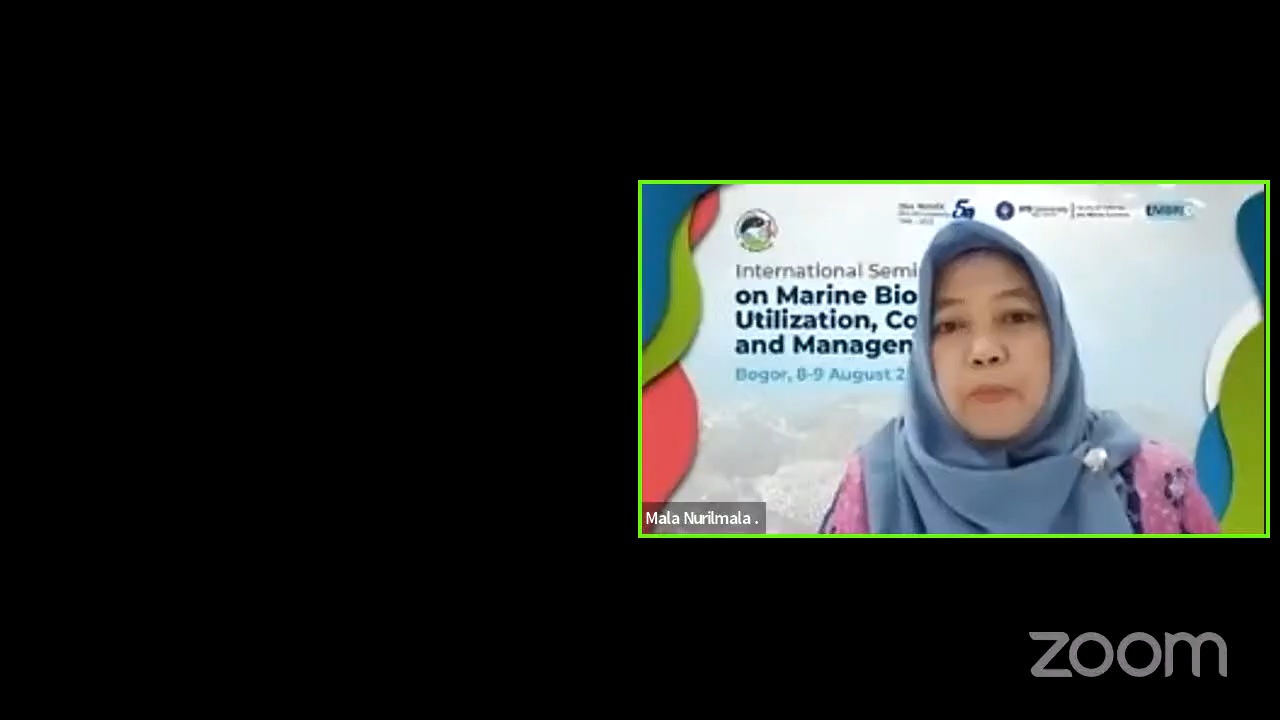 International Semi
on Marine Bio
Utilization, Co
and Managen
Bogor, 8-9 August 2
Mala Nurilmala .
zoom